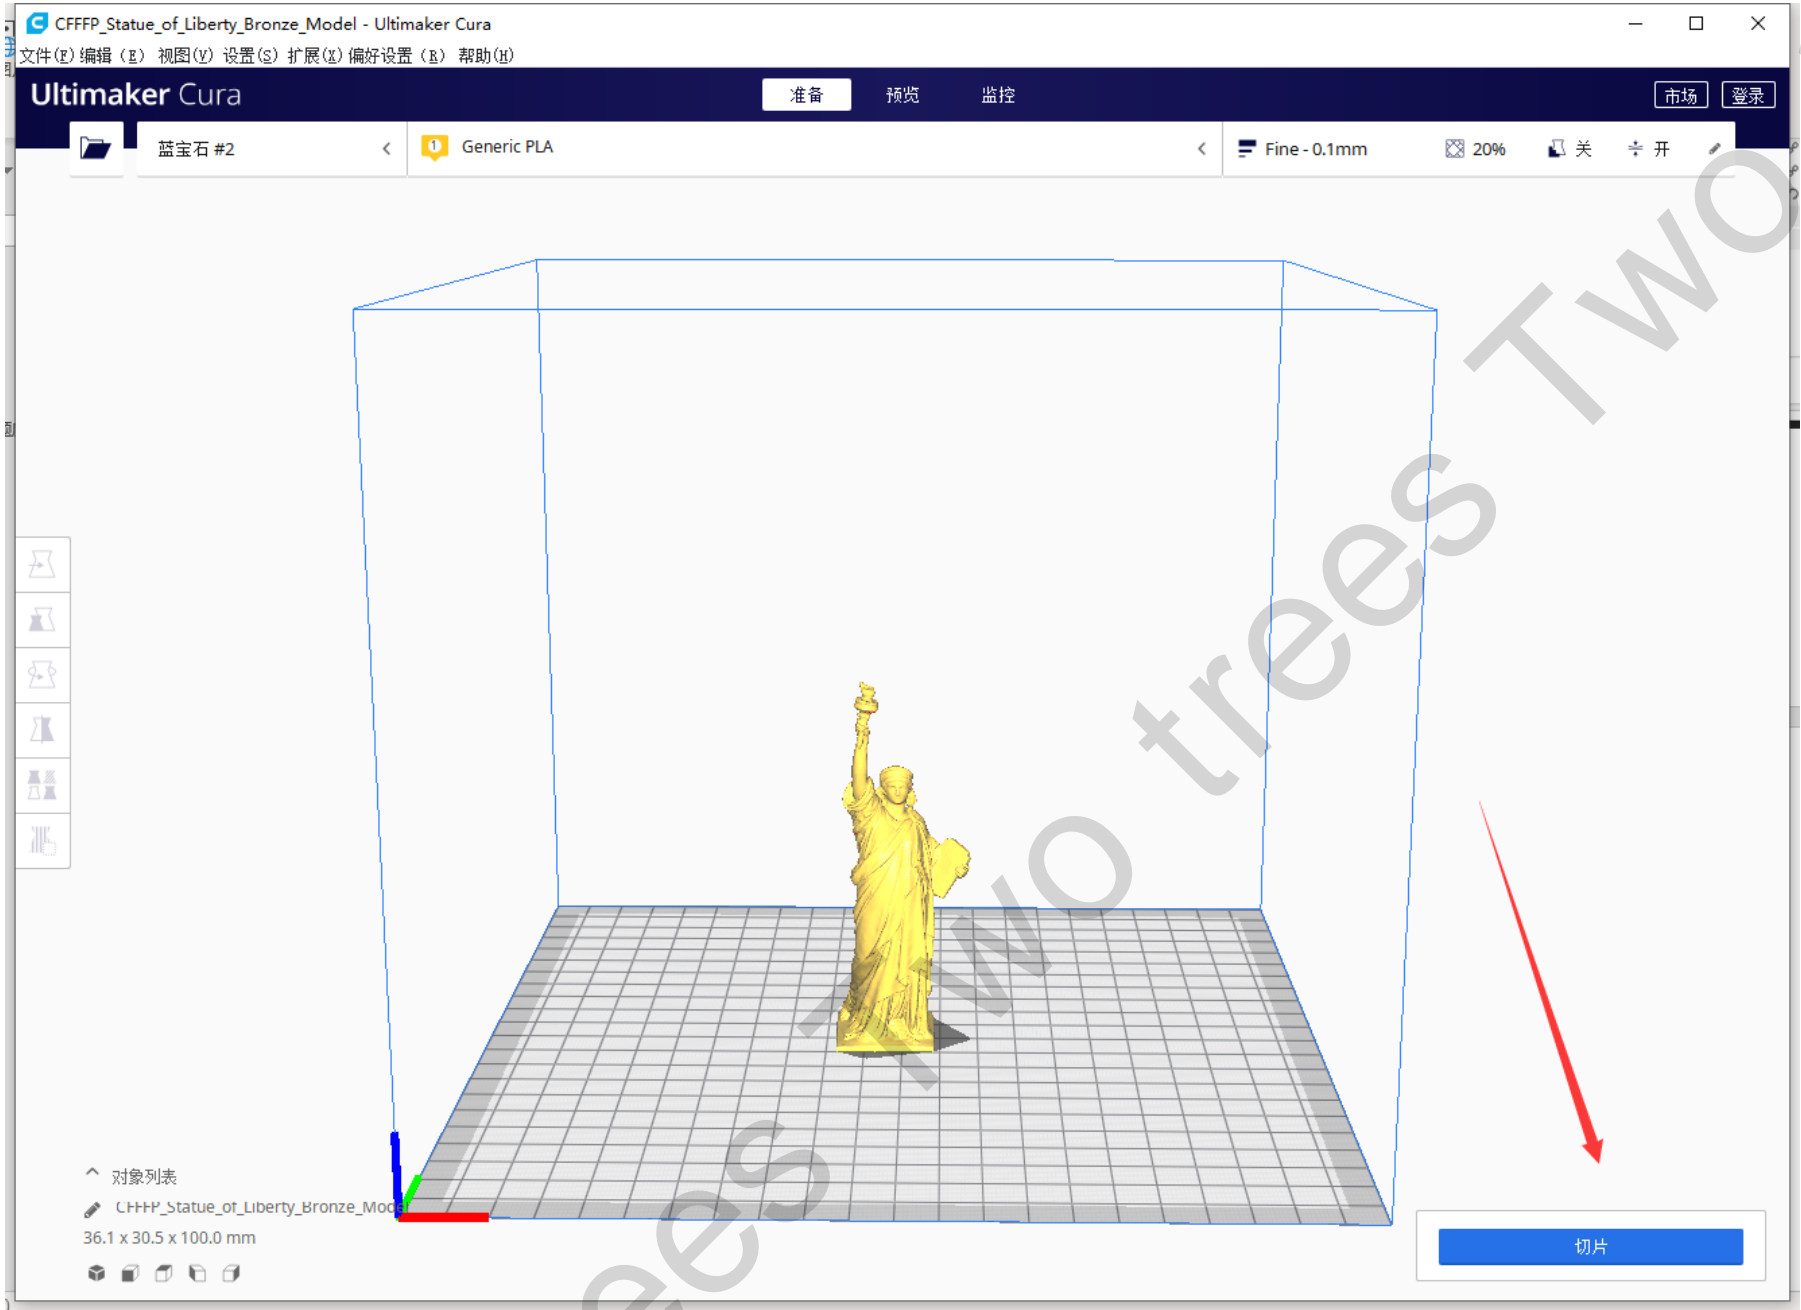 CFFFP_Statue_of_Liberty_Bronze_Model - Ultimaker Cura
文件(F) 编辑 (E) 视图(V) 设置(S) 扩展(X) 偏好设置 (R) 帮助(H)
Ultimaker Cura
准备
预览
监控
市场
登录
蓝宝石 #2
1
Generic PLA
Fine - 0.1mm
20%
关
开
Two trees
Two trees
Two
对象列表
CFFFP_Statue_of_Liberty_Bronze_Mode
36.1 x 30.5 x 100.0 mm
切片